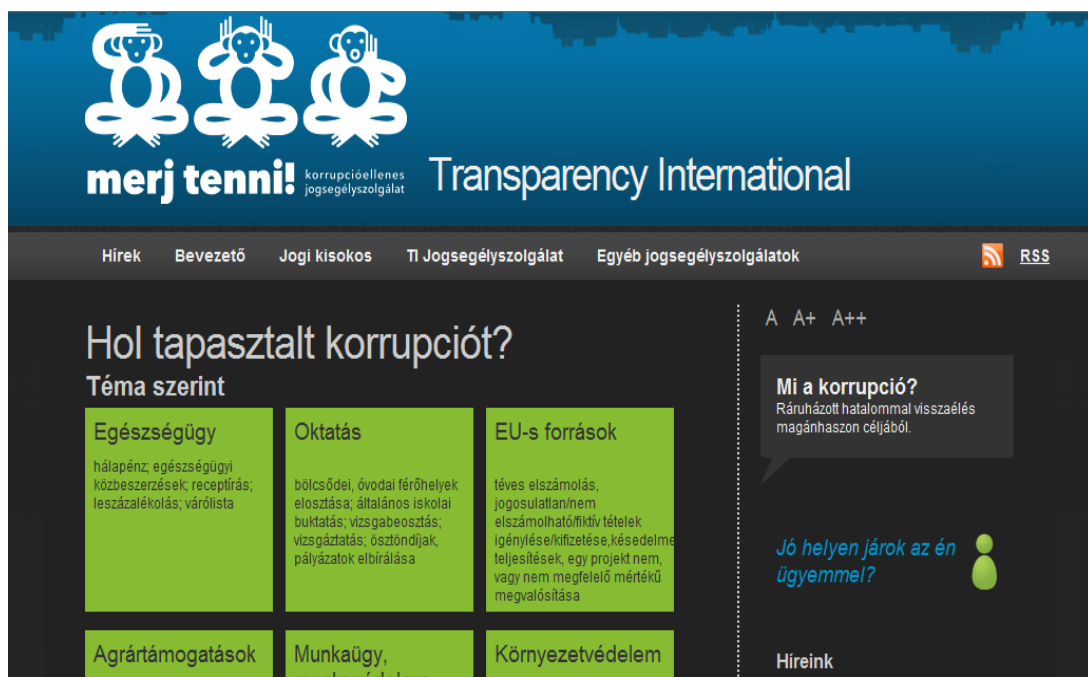 merj tenni!
korrupcióellenes
jogsegélyszolgálat
Transparency International
Hírek Bevezető Jogi kisokos TI Jogsegélyszolgálat Egyéb jogsegélyszolgálatok RSS
Hol tapasztalt korrupciót?
Téma szerint
Egészségügy
hálapénz; egészségügyi
közbeszerzések; receptírás;
leszázalékolás; várólista
Oktatás
bölcsődei, óvodai férőhelyek
elosztása; általános iskolai
buktatás; vizsgabeosztás;
vizsgáztatás; ösztöndíjak,
pályázatok elbírálása
EU-s források
téves elszámolás,
jogosulatlan/nem
elszámolható/fiktív tételek
igénylése/kifizetése,késedelme
teljesítések, egy projekt nem,
vagy nem megfelelő mértékű
megvalósítása
Agrártámogatások
Munkaügy,
Környezetvédelem
A A+ A++
Mi a korrupció?
Ráruházott hatalommal visszaélés
magánhaszon céljából.
Jó helyen járok az én
ügyemmel?
Híreink